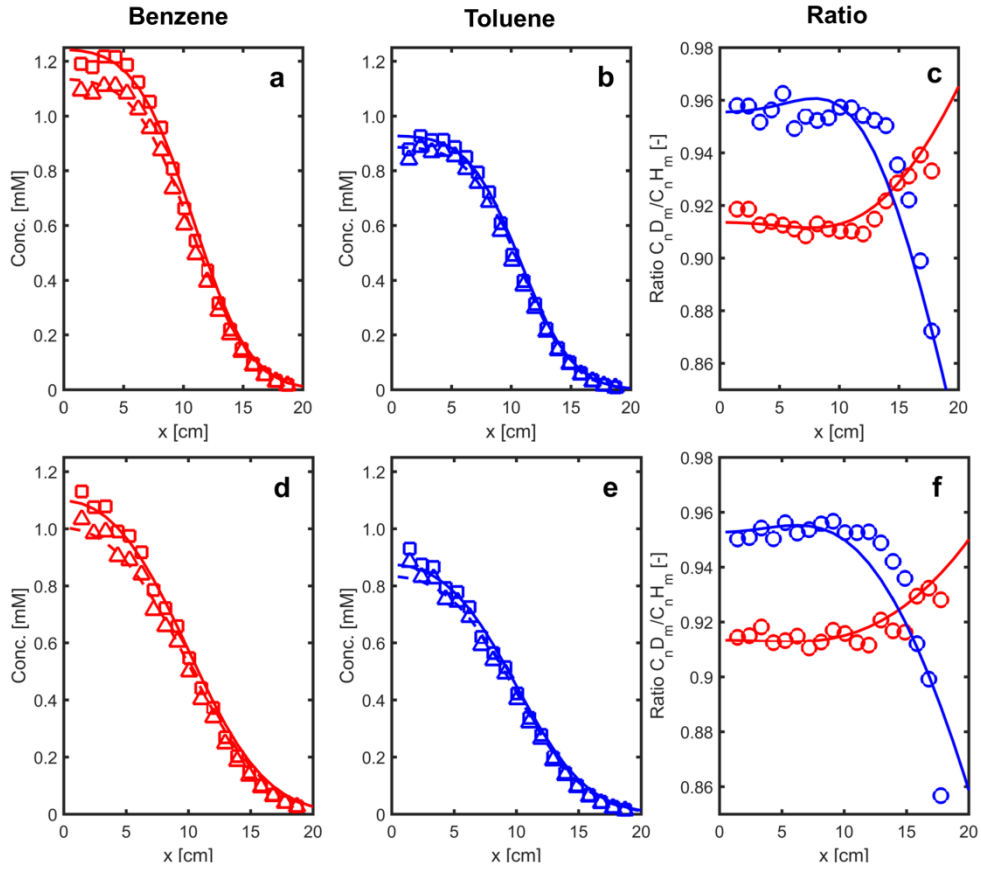 Benzene Toluene Ratio
a
1.2
1.0
0.8
0.6
0.4
0.2
0
Conc. [mM]
0 5 10 15 20
x [cm]
b
1.2
1.0
0.8
0.6
0.4
0.2
0
Conc. [mM]
0 5 10 15 20
x [cm]
c
0.98
0.96
0.94
0.92
0.90
0.88
0.86
Ratio CnDm/CnHm [-]
0 5 10 15 20
x [cm]
d
1.2
1.0
0.8
0.6
0.4
0.2
0
Conc. [mM]
0 5 10 15 20
x [cm]
e
1.2
1.0
0.8
0.6
0.4
0.2
0
Conc. [mM]
0 5 10 15 20
x [cm]
f
0.98
0.96
0.94
0.92
0.9
0.88
0.86
Ratio CnDm/CnHm [-]
0 5 10 15 20
x [cm]